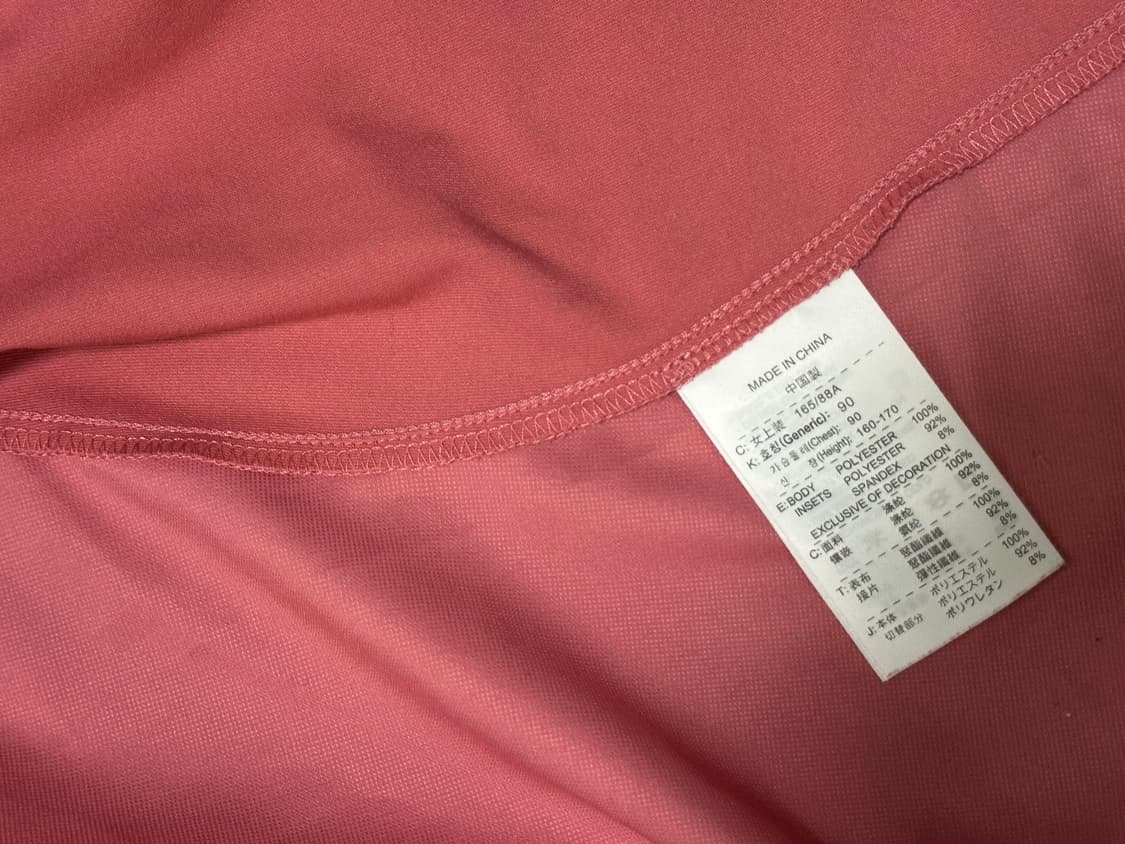 MADE IN CHINA
中国製
C: 女上装 165/88A
K: 호칭(Generic): 90
가슴둘레(Chest): 90
신 장(Height): 160-170
E:BODY POLYESTER 100%
INSETS POLYESTER 92%
SPANDEX 8%
EXCLUSIVE OF DECORATION
C:面料 涤纶 100%
镶嵌 涤纶 92%
氨纶 8%
T:表布 聚酯纖維 100%
接片 聚酯纖維 92%
彈性纖維 8%
J:本体 ポリエステル 100%
切替部分 ポリエステル 92%
ポリウレタン 8%